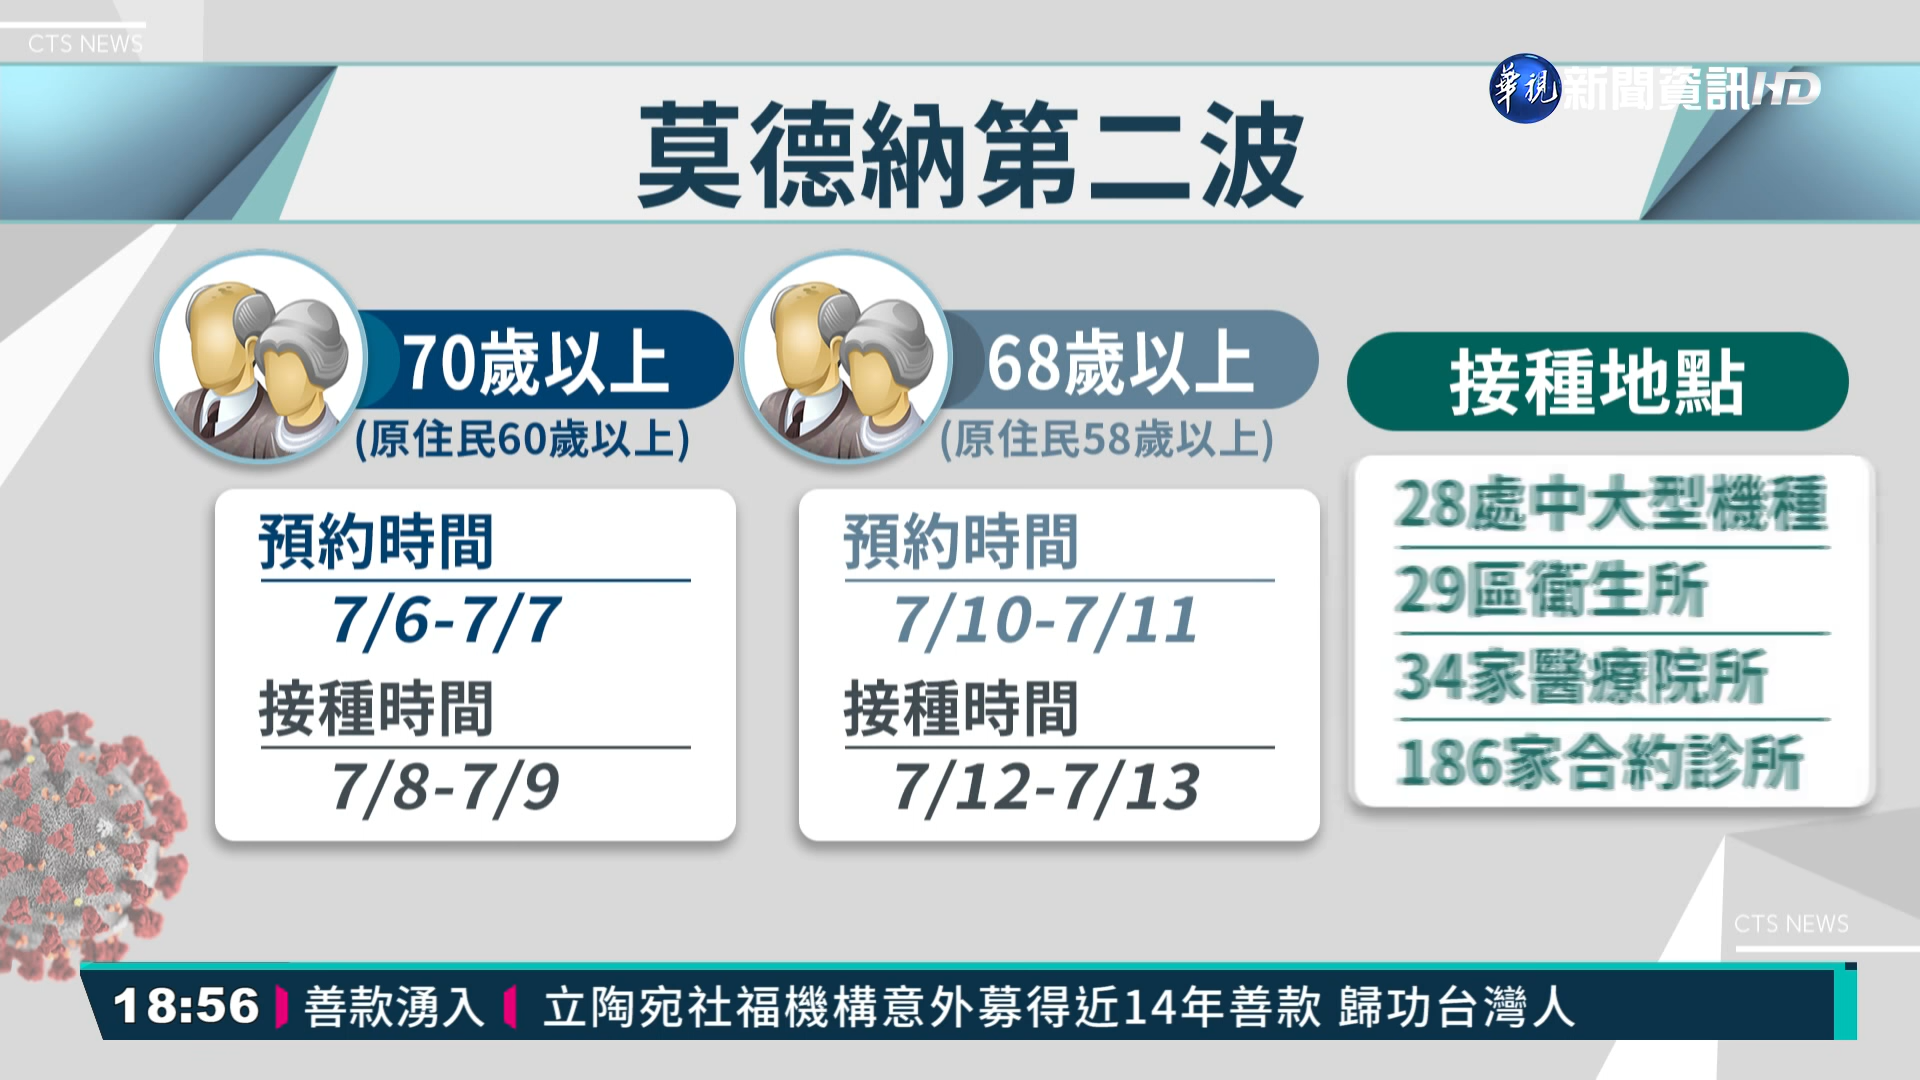 CTS NEWS
華視新聞資訊HD
莫德納第二波
70歲以上
(原住民60歲以上)
預約時間
7/6-7/7
接種時間
7/8-7/9
68歲以上
(原住民58歲以上)
預約時間
7/10-7/11
接種時間
7/12-7/13
接種地點
28處中大型機種
29區衛生所
34家醫療院所
186家合約診所
CTS NEWS
18:56 善款湧入 立陶宛社福機構意外募得近14年善款 歸功台灣人